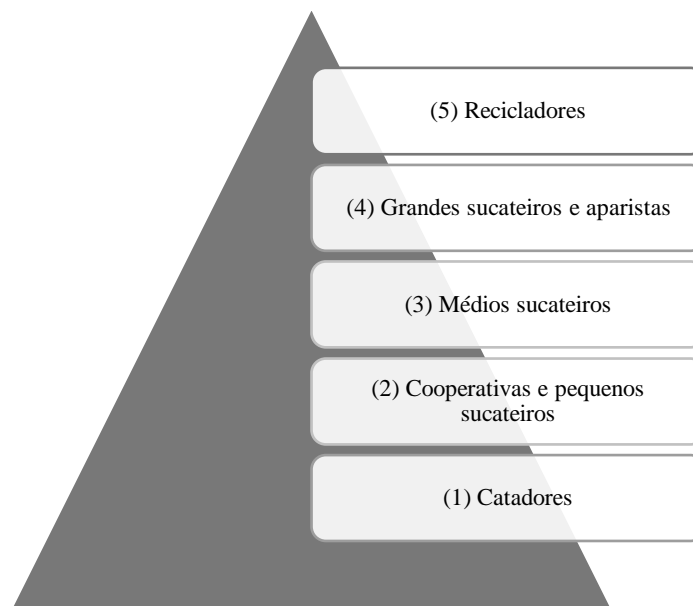 (5) Recicladores
(4) Grandes sucateiros e aparistas
(3) Médios sucateiros
(2) Cooperativas e pequenos
sucateiros
(1) Catadores